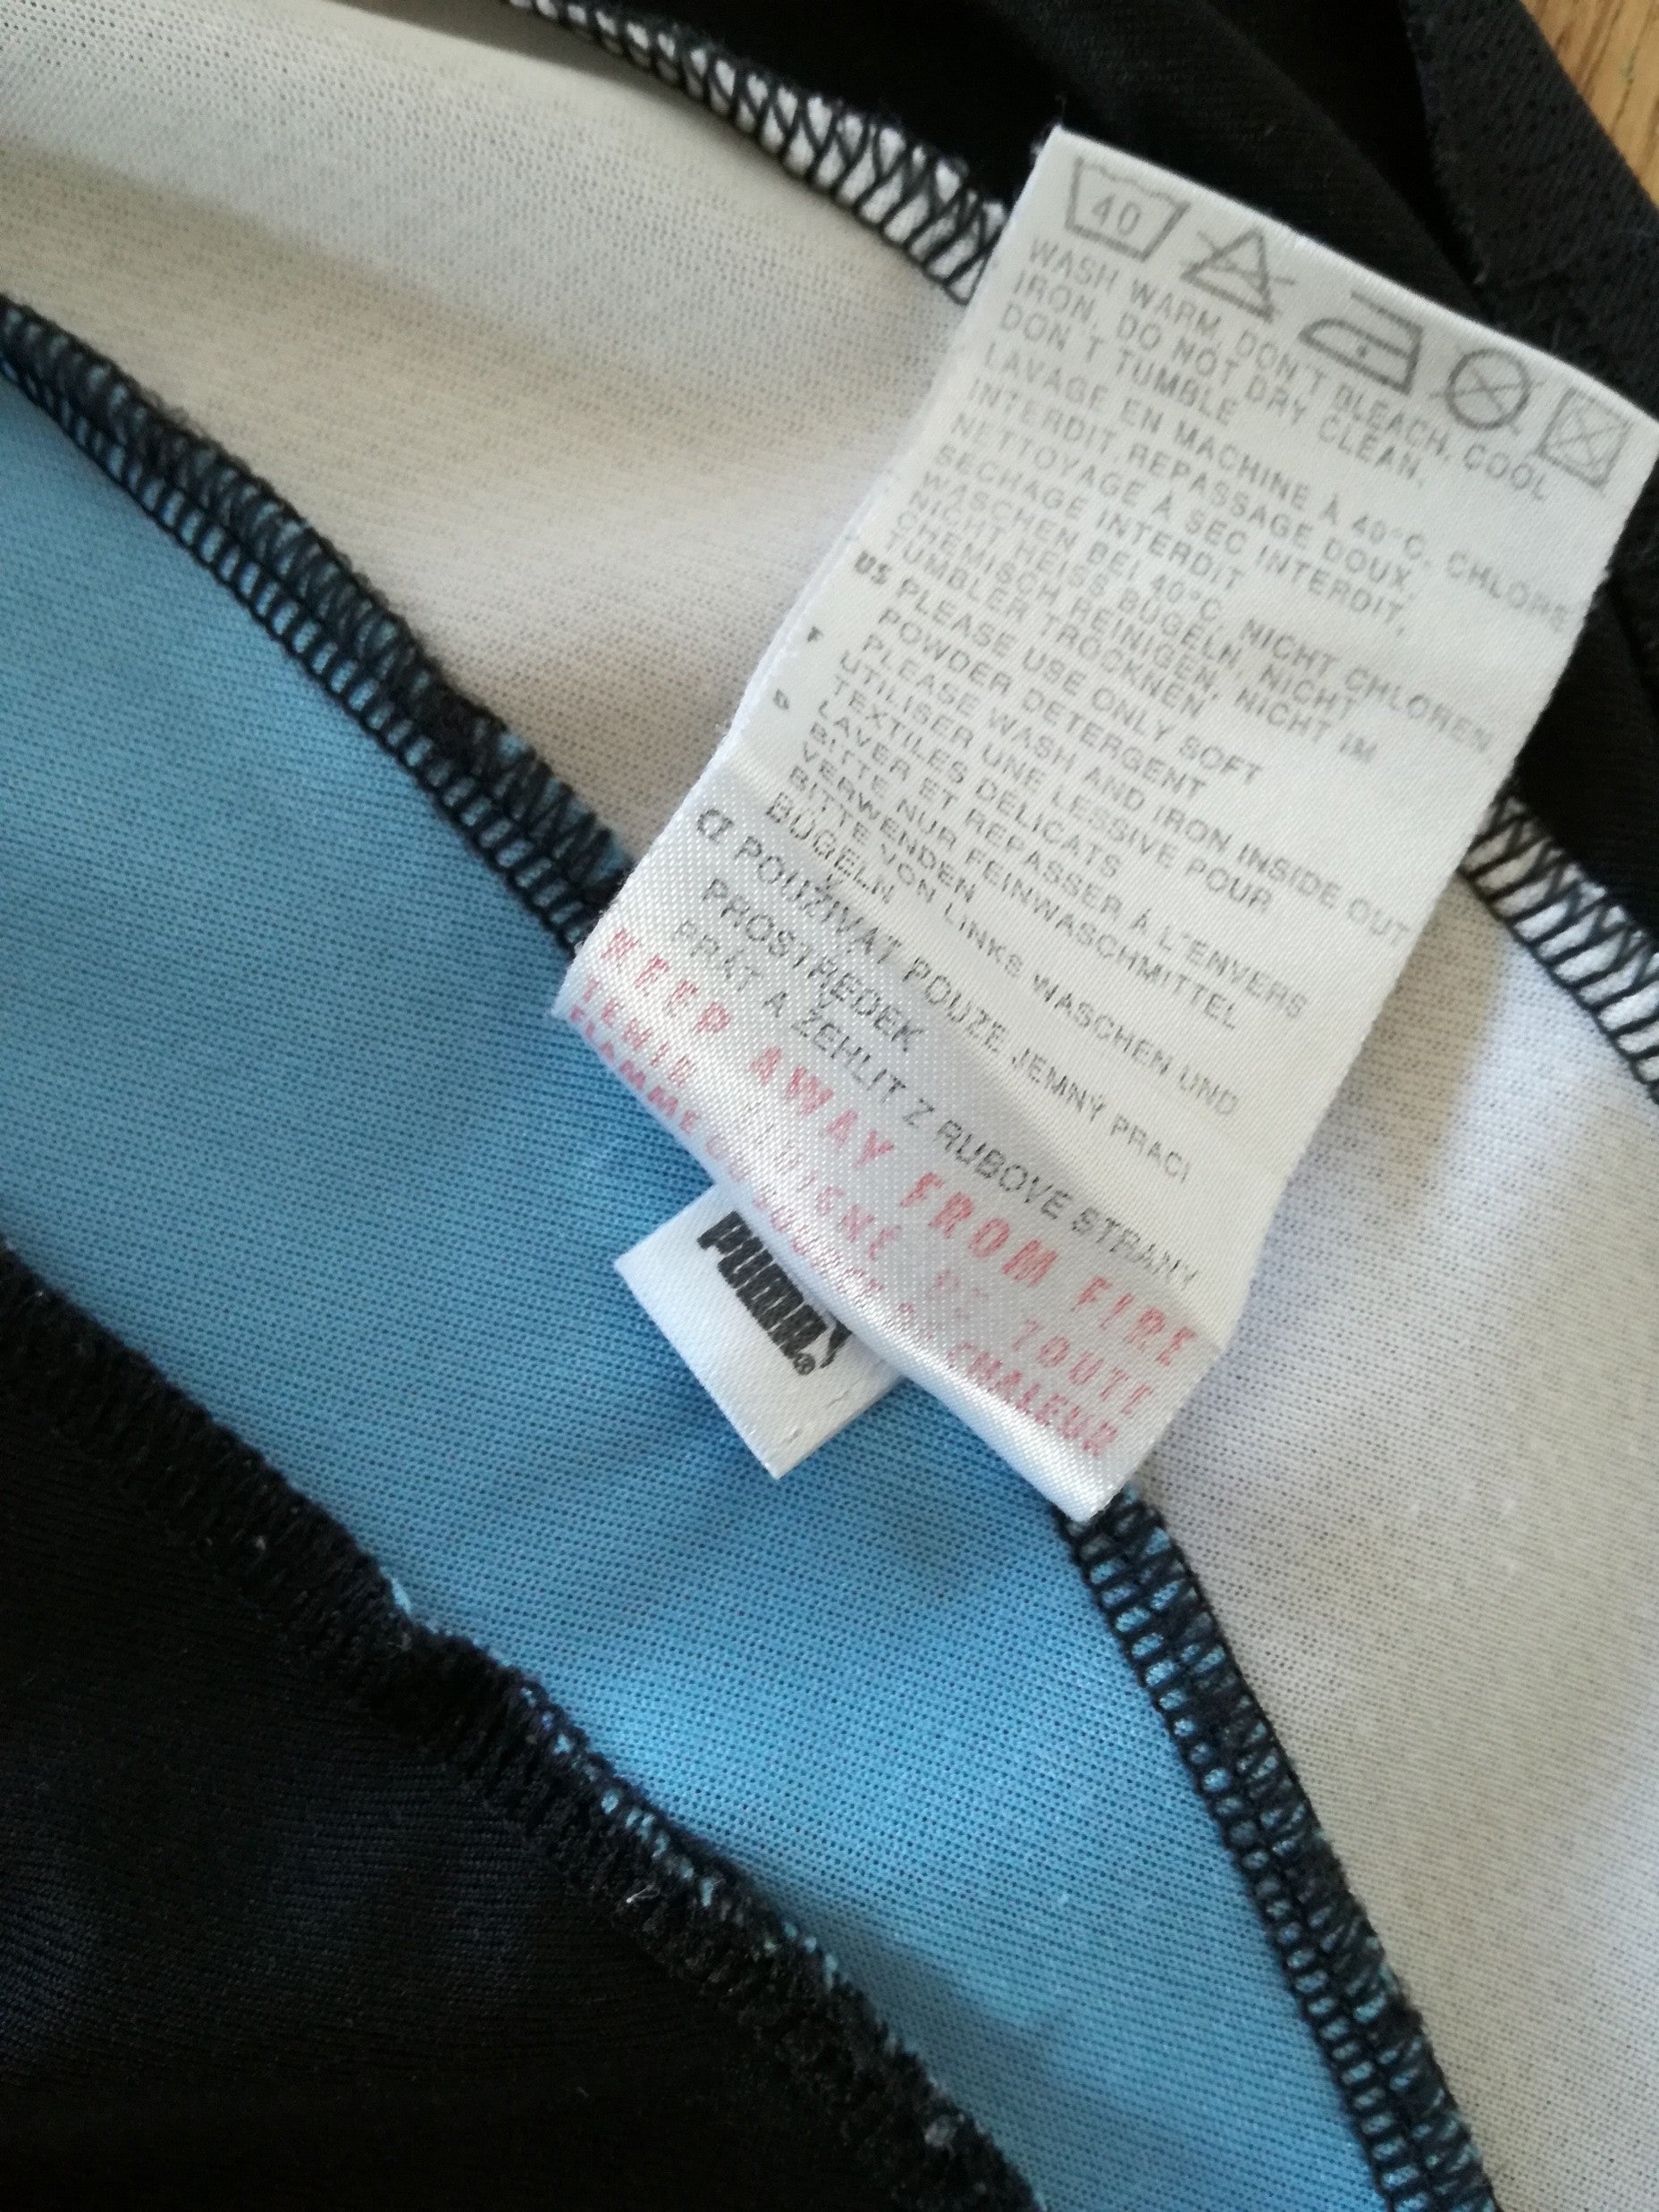 40
WASH WARM, DON'T BLEACH, COOL
IRON, DO NOT DRY CLEAN,
DON'T TUMBLE
LAVAGE EN MACHINE À 40°C, CHLORE
INTERDIT, REPASSAGE DOUX,
NETTOYAGE À SEC INTERDIT,
SECHAGE INTERDIT
WASCHEN BEI 40°C, NICHT CHLOREN
NICHT HEISS BÜGELN, NICHT
CHEMISCH REINIGEN, NICHT IM
TUMBLER TROCKNEN
US PLEASE USE ONLY SOFT
POWDER DETERGENT
PLEASE WASH AND IRON INSIDE OUT
F UTILISER UNE LESSIVE POUR
TEXTILES DELICATS
LAVER ET REPASSER À L'ENVERS
D BITTE NUR FEINWASCHMITTEL
VERWENDEN
BITTE VON LINKS WASCHEN UND
BÜGELN
POUŽÍVAT POUZE JEMNÝ PRACÍ
PROSTŘEDEK
PRÁT A ŽEHLIT Z RUBOVÉ STRANY
KEEP AWAY FROM FIRE
TENIR ELOIGNE DE TOUTE
FLAMME CHALEUR
PUMA®